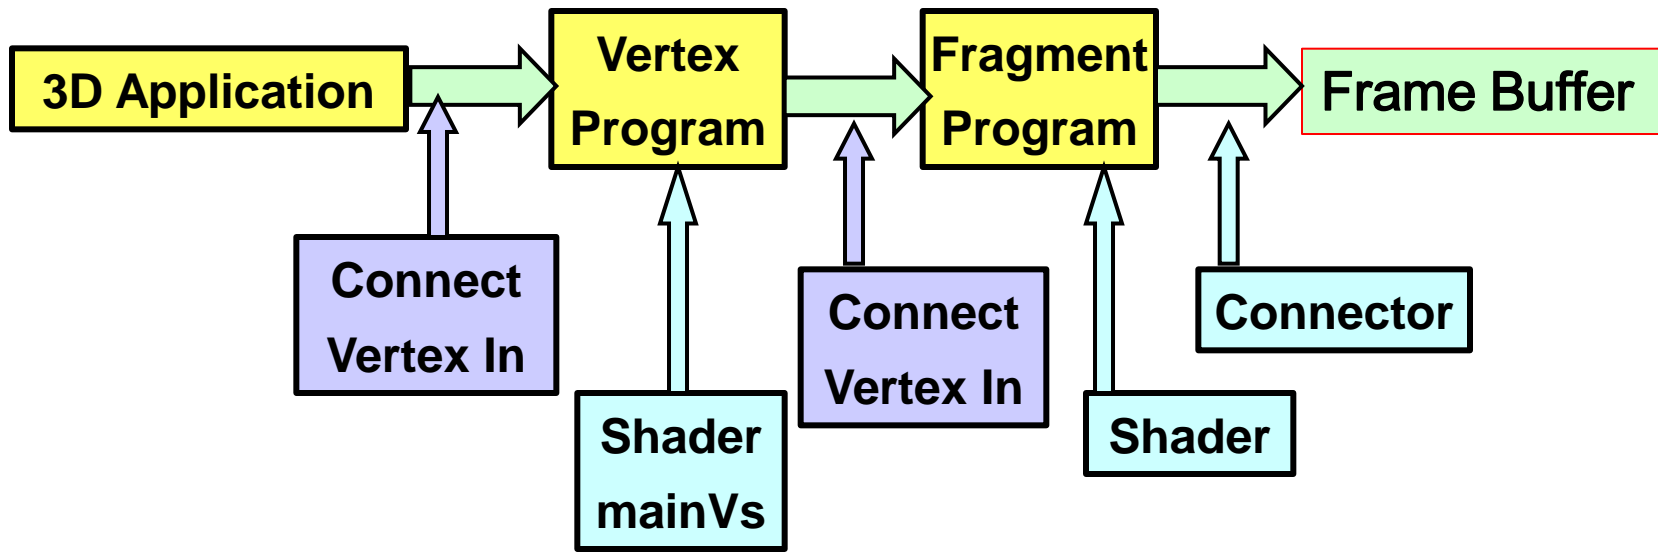 3D Application
Vertex
Program
Fragment
Program
Frame Buffer
Connect
Vertex In
Shader
mainVs
Connect
Vertex In
Shader
Connector